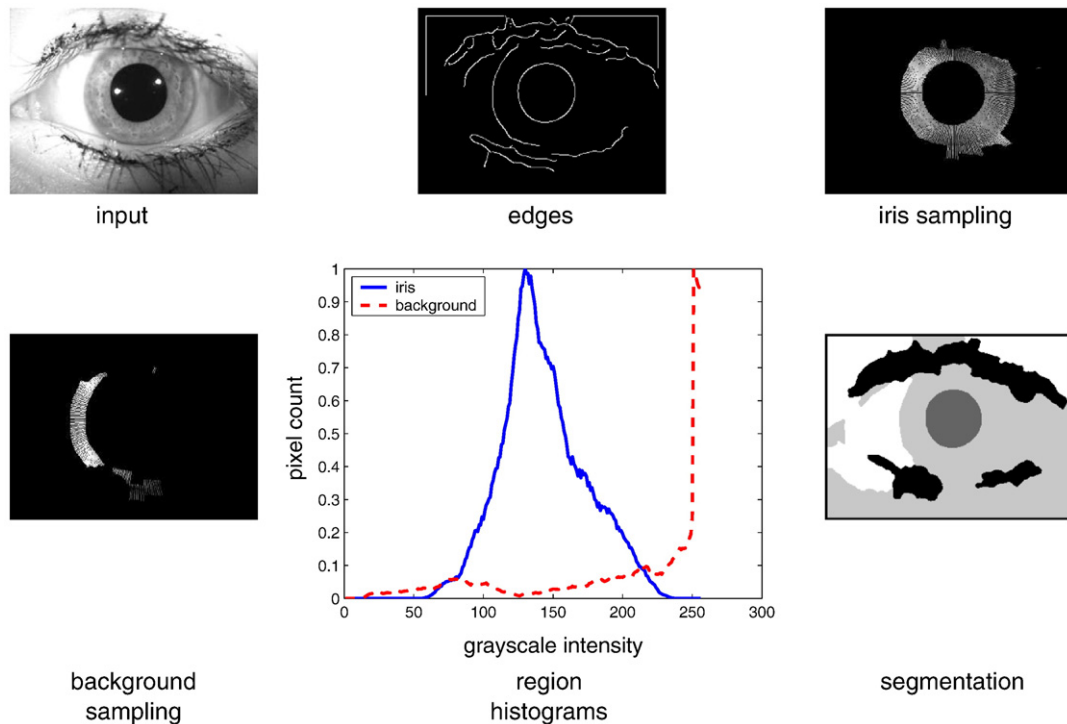 input
edges
iris sampling
1
0.9
0.8
0.7
0.6
0.5
0.4
0.3
0.2
0.1
0
pixel count
iris
background
0 50 100 150 200 250 300
grayscale intensity
background
sampling
region
histograms
segmentation